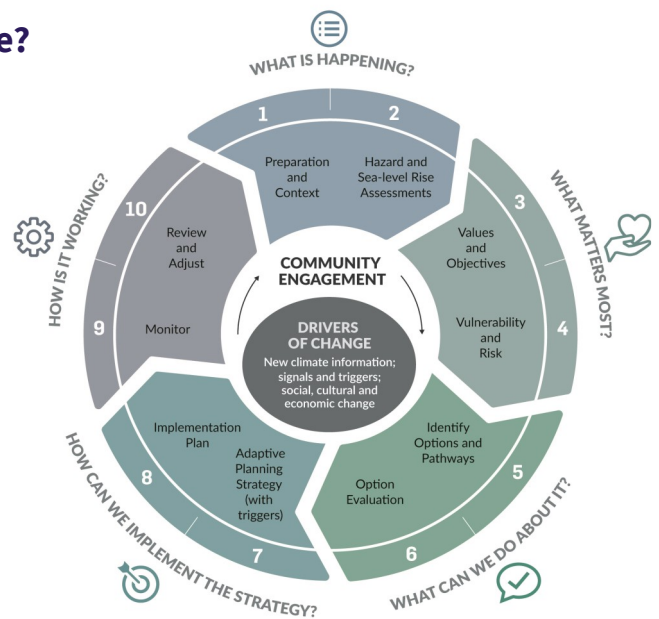 e?
WHAT IS HAPPENING?
1
Preparation
and
Context
2
Hazard and
Sea-level Rise
Assessments
WHAT MATTERS MOST?
3
Values
and
Objectives
4
Vulnerability
and
Risk
WHAT CAN WE DO ABOUT IT?
5
Identify
Options and
Pathways
6
Option
Evaluation
HOW CAN WE IMPLEMENT THE STRATEGY?
7
Adaptive
Planning
Strategy
(with
triggers)
8
Implementation
Plan
HOW IS IT WORKING?
9
Monitor
10
Review
and
Adjust
COMMUNITY
ENGAGEMENT
DRIVERS
OF CHANGE
New climate information;
signals and triggers;
social, cultural and
economic change